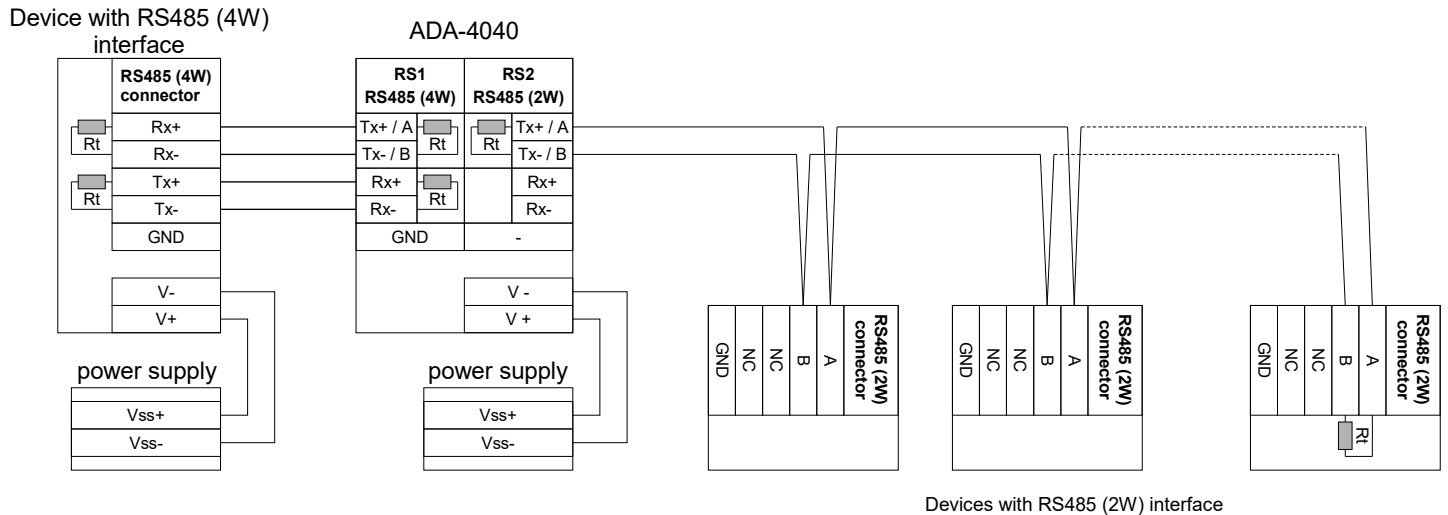 Device with RS485 (4W)
interface
RS485 (4W)
connector
Rx+
Rx-
Tx+
Tx-
GND
V-
V+
Rt
Rt
power supply
Vss+
Vss-
ADA-4040
RS1
RS485 (4W)
RS2
RS485 (2W)
Tx+ / A
Tx- / B
Rx+
Rx-
GND
Rt
Rt
Rt
Tx+ / A
Tx- / B
Rx+
Rx-
-
V -
V +
power supply
Vss+
Vss-
GND
NC
NC
B
A
RS485 (2W)
connector
GND
NC
NC
B
A
RS485 (2W)
connector
GND
NC
NC
B
A
RS485 (2W)
connector
Rt
Devices with RS485 (2W) interface